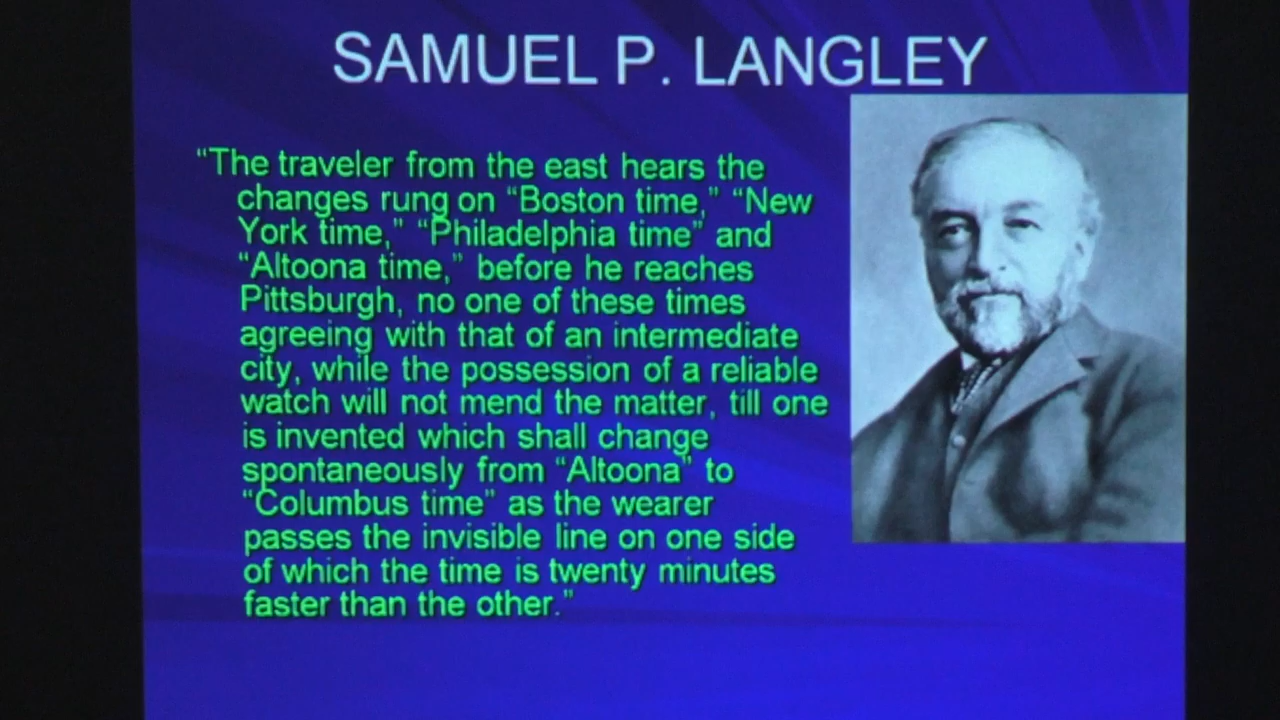 SAMUEL P. LANGLEY
“The traveler from the east hears the
changes rung on “Boston time,” “New
York time,” “Philadelphia time” and
“Altoona time,” before he reaches
Pittsburgh, no one of these times
agreeing with that of an intermediate
city, while the possession of a reliable
watch will not mend the matter, till one
is invented which shall change
spontaneously from “Altoona” to
“Columbus time” as the wearer
passes the invisible line on one side
of which the time is twenty minutes
faster than the other.”